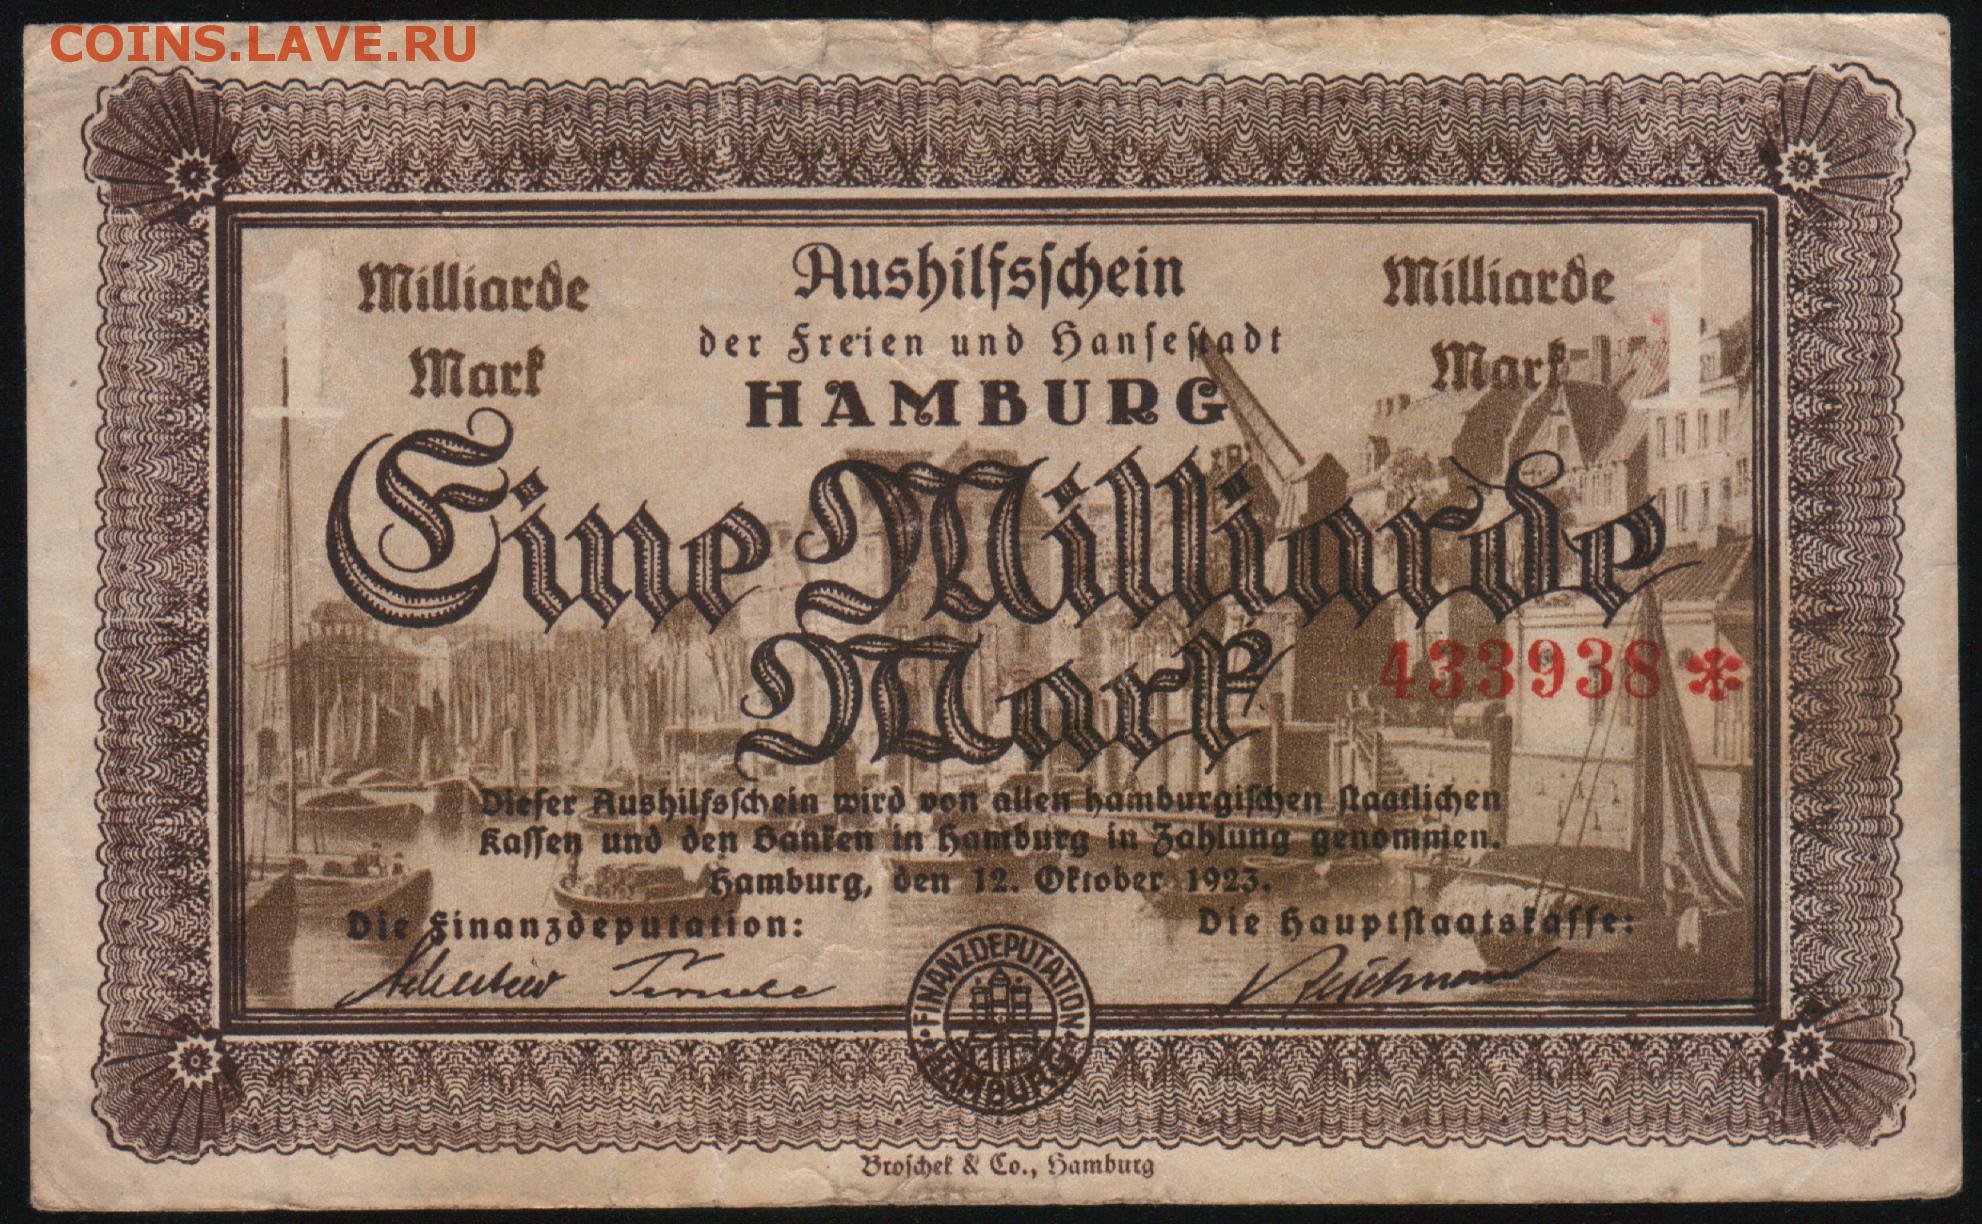 COINS.LAVE.RU
1 Milliarde Mark
Aushilfsschein
der Freien und Hansestadt
HAMBURG
1 Milliarde Mark
Eine Milliarde
Mark
433938 *
Dieser Aushilfsschein wird von allen hamburgischen staatlichen
Kassen und den Banken in Hamburg in Zahlung genommen.
Hamburg, den 12. Oktober 1923.
Die Finanzdeputation:
Die Hauptstaatskasse:
FINANZDEPUTATION
HAMBURG
Broschek & Co., Hamburg